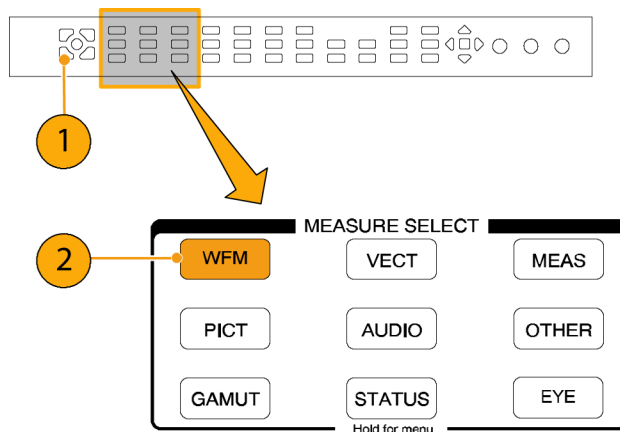 1
MEASURE SELECT
2
WFM VECT MEAS
PICT AUDIO OTHER
GAMUT STATUS EYE
Hold for menu